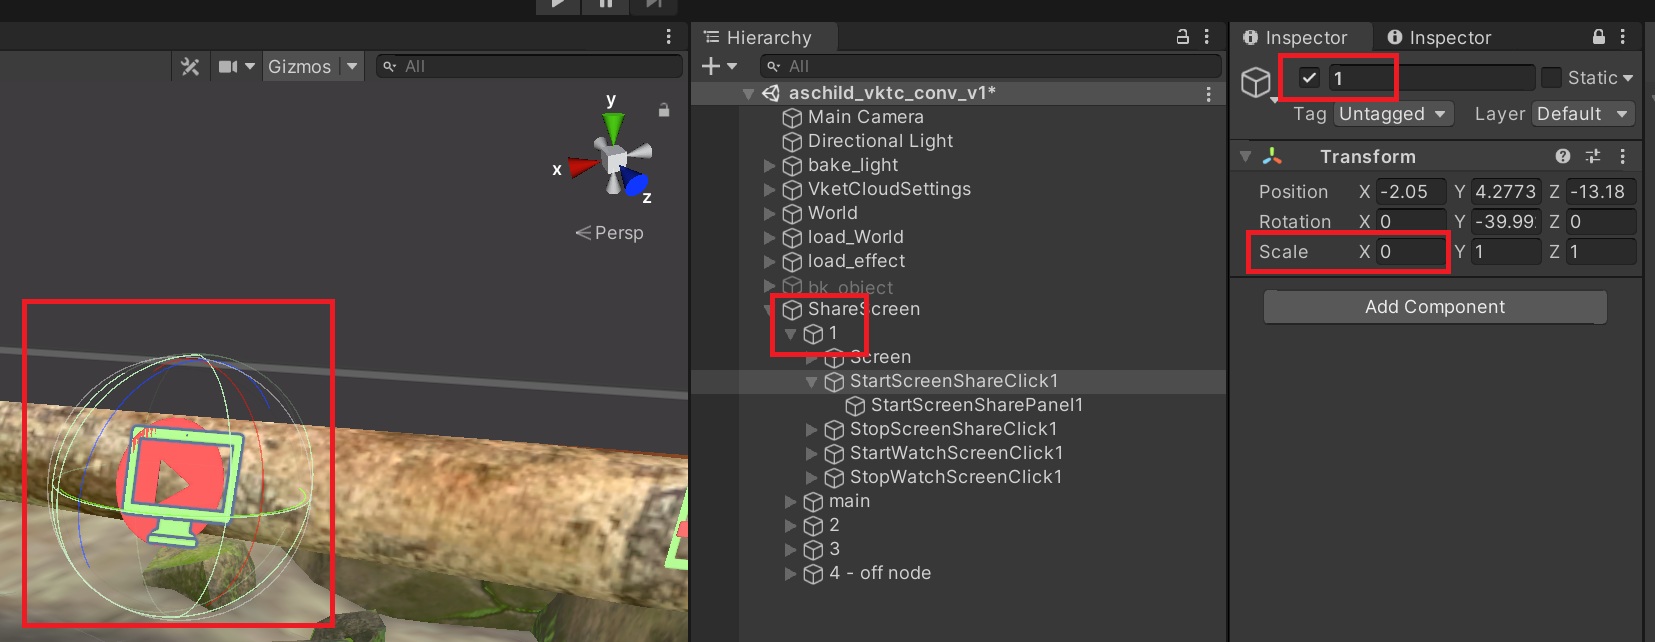 Gizmos
All
y
x
z
Persp
Hierarchy
All
aschild_vktc_conv_v1*
Main Camera
Directional Light
bake_light
VketCloudSettings
World
load_World
load_effect
bk_object
ShareScreen
1
Screen
StartScreenShareClick1
StartScreenSharePanel1
StopScreenShareClick1
StartWatchScreenClick1
StopWatchScreenClick1
main
2
3
4 - off node
Inspector
Inspector
1
Static
Tag Untagged Layer Default
Transform
Position X -2.05 Y 4.2773 Z -13.18
Rotation X 0 Y -39.99 Z 0
Scale X 0 Y 1 Z 1
Add Component